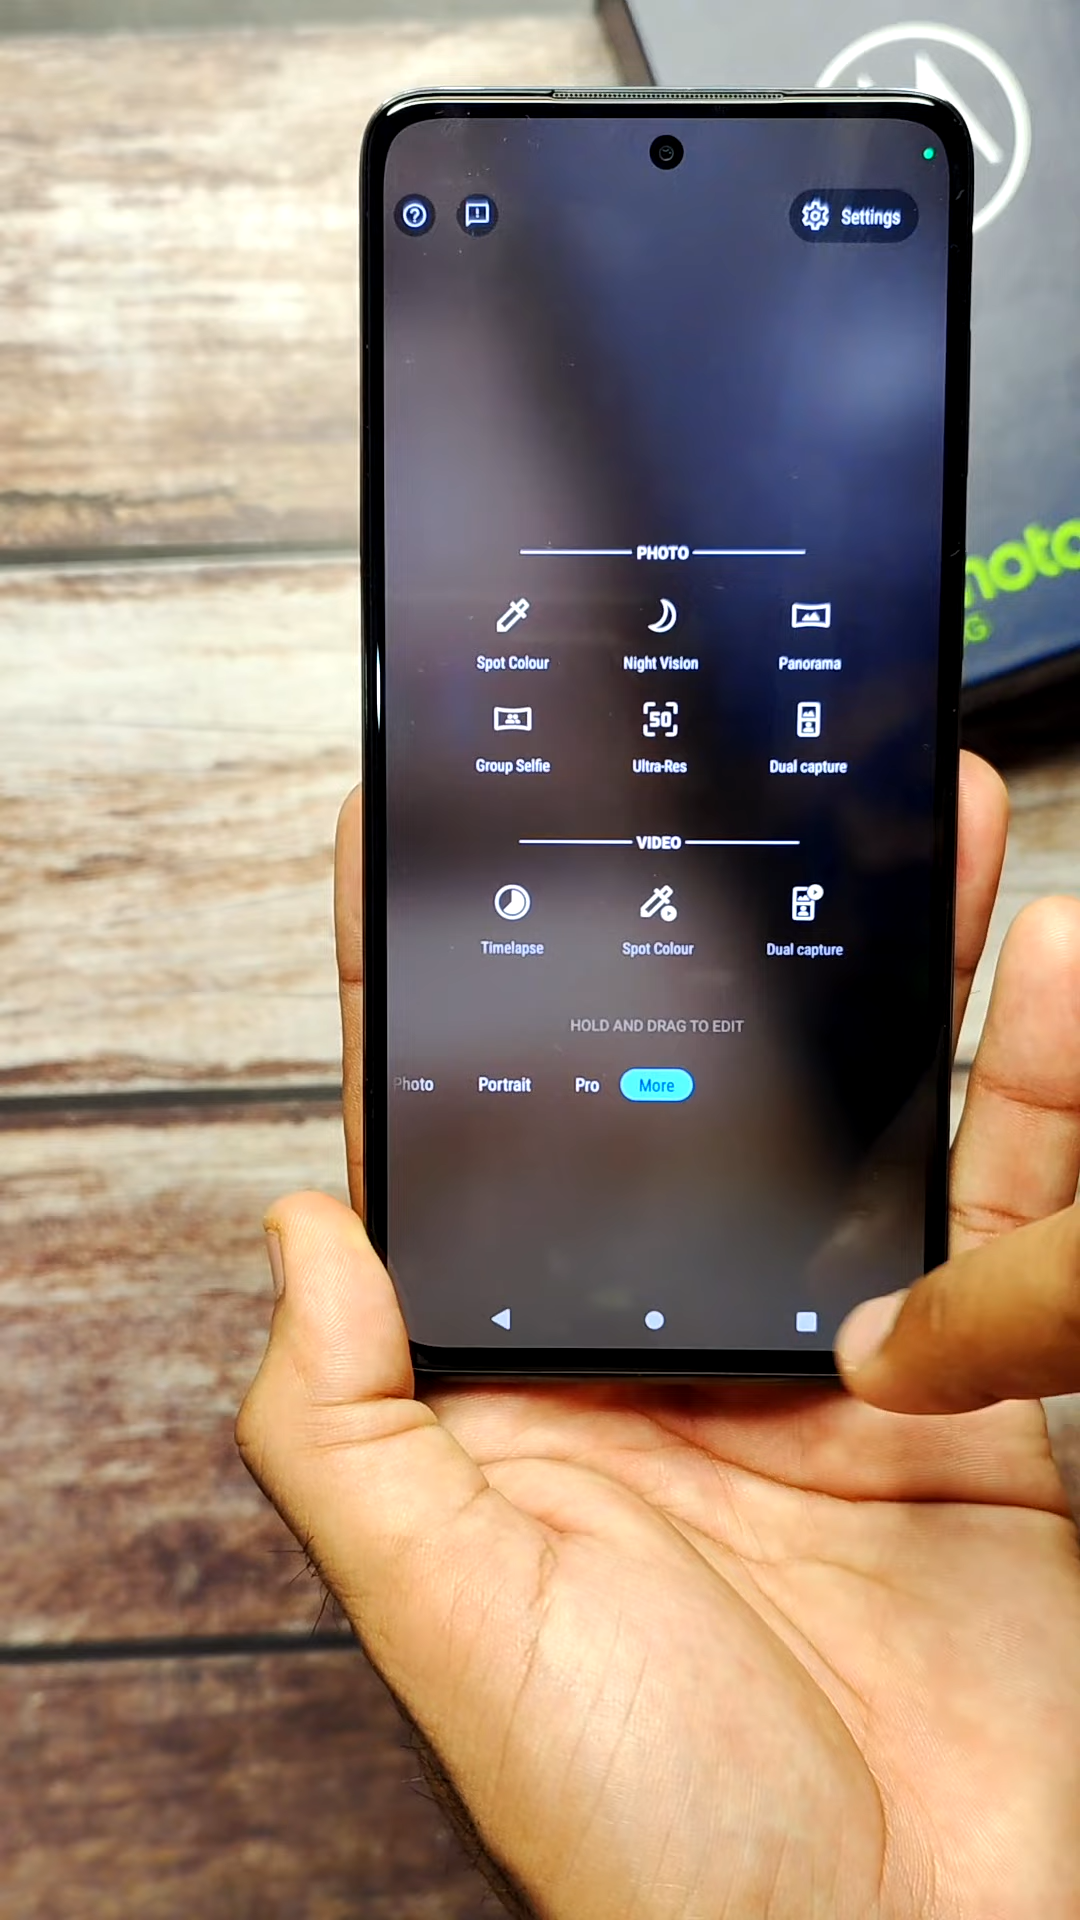 Settings
PHOTO
Spot Colour Night Vision Panorama
50
Group Selfie Ultra-Res Dual capture
VIDEO
Timelapse Spot Colour Dual capture
HOLD AND DRAG TO EDIT
Photo Portrait Pro More
moto
G